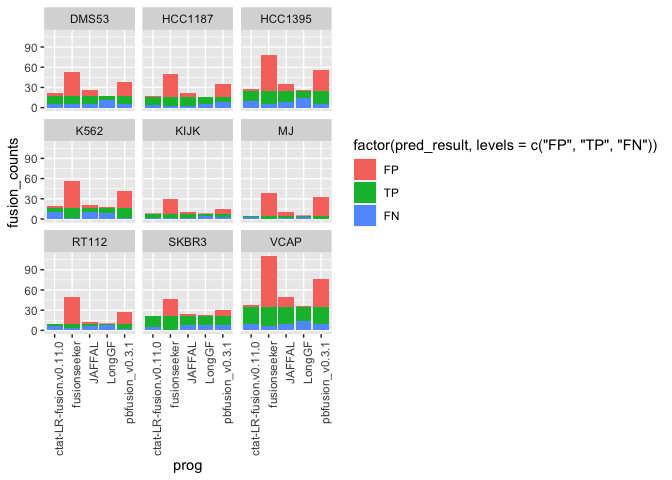 DMS53 HCC1187 HCC1395
90
60
30
0
K562 KIJK MJ
90
60
30
0
RT112 SKBR3 VCAP
90
60
30
0
fusion_counts
ctat-LR-fusion.v0.11.0 fusionseeker JAFFAL LongGF pbfusion_v0.3.1 ctat-LR-fusion.v0.11.0 fusionseeker JAFFAL LongGF pbfusion_v0.3.1 ctat-LR-fusion.v0.11.0 fusionseeker JAFFAL LongGF pbfusion_v0.3.1
prog
factor(pred_result, levels = c("FP", "TP", "FN"))
FP
TP
FN